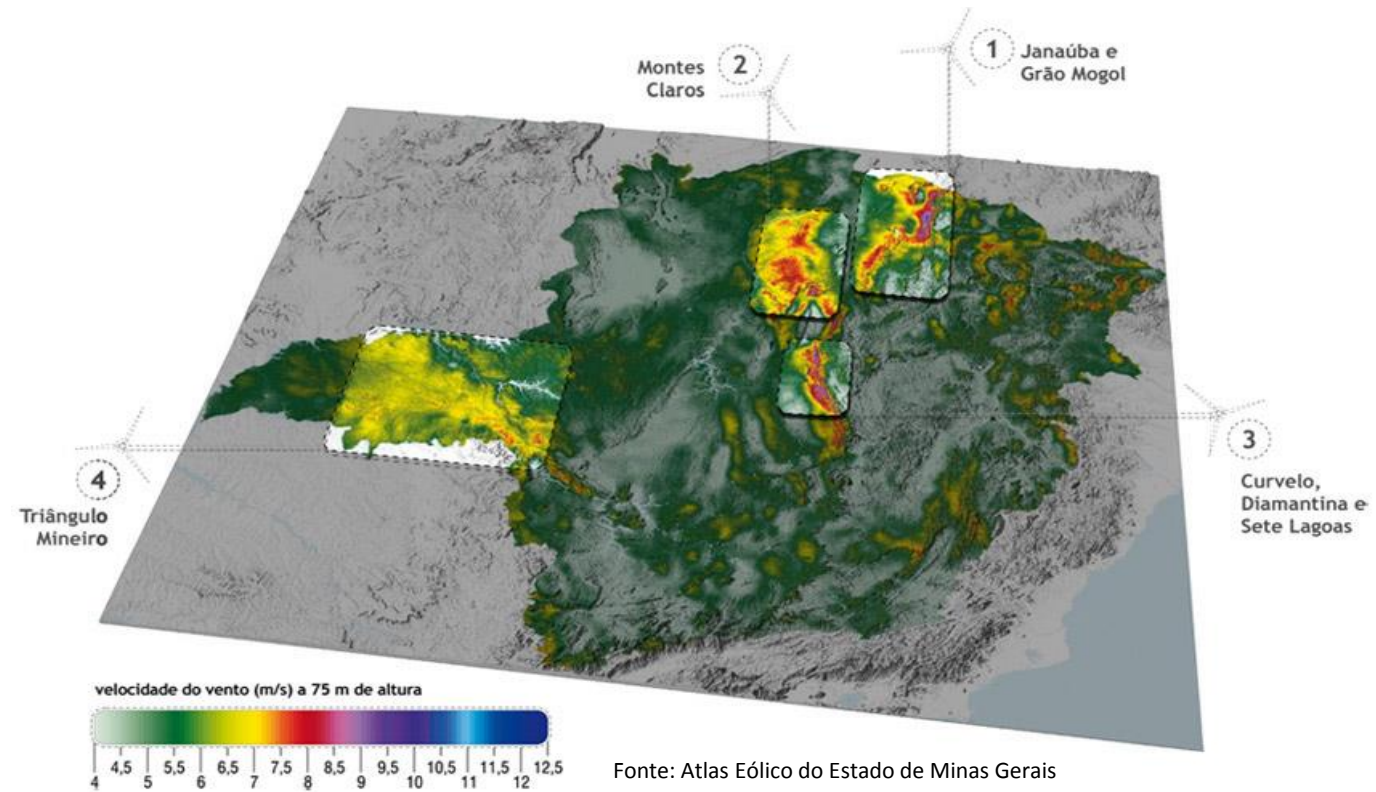 1
Janaúba e
Grão Mogol
2
Montes
Claros
3
Curvelo,
Diamantina e
Sete Lagoas
4
Triângulo
Mineiro
velocidade do vento (m/s) a 75 m de altura
4 4,5 5 5,5 6 6,5 7 7,5 8 8,5 9 9,5 10 10,5 11 11,5 12 12,5
Fonte: Atlas Eólico do Estado de Minas Gerais